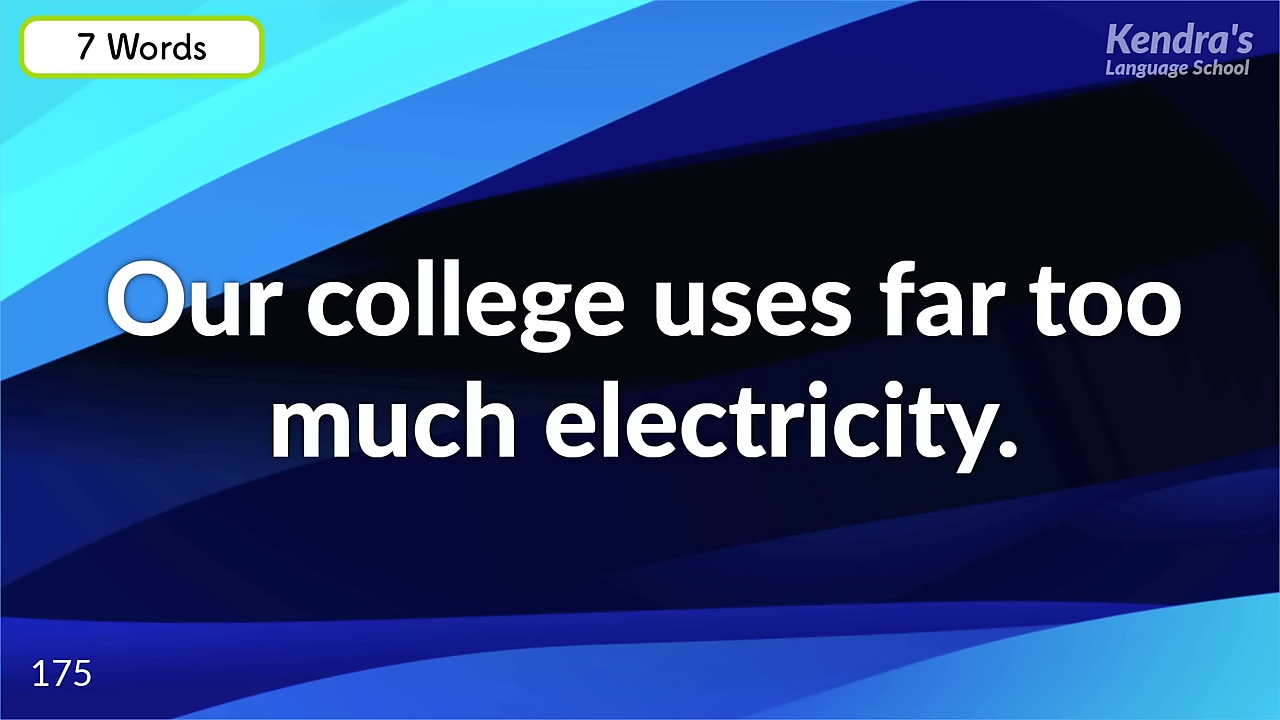 7 Words
Kendra's
Language School
Our college uses far too
much electricity.
175